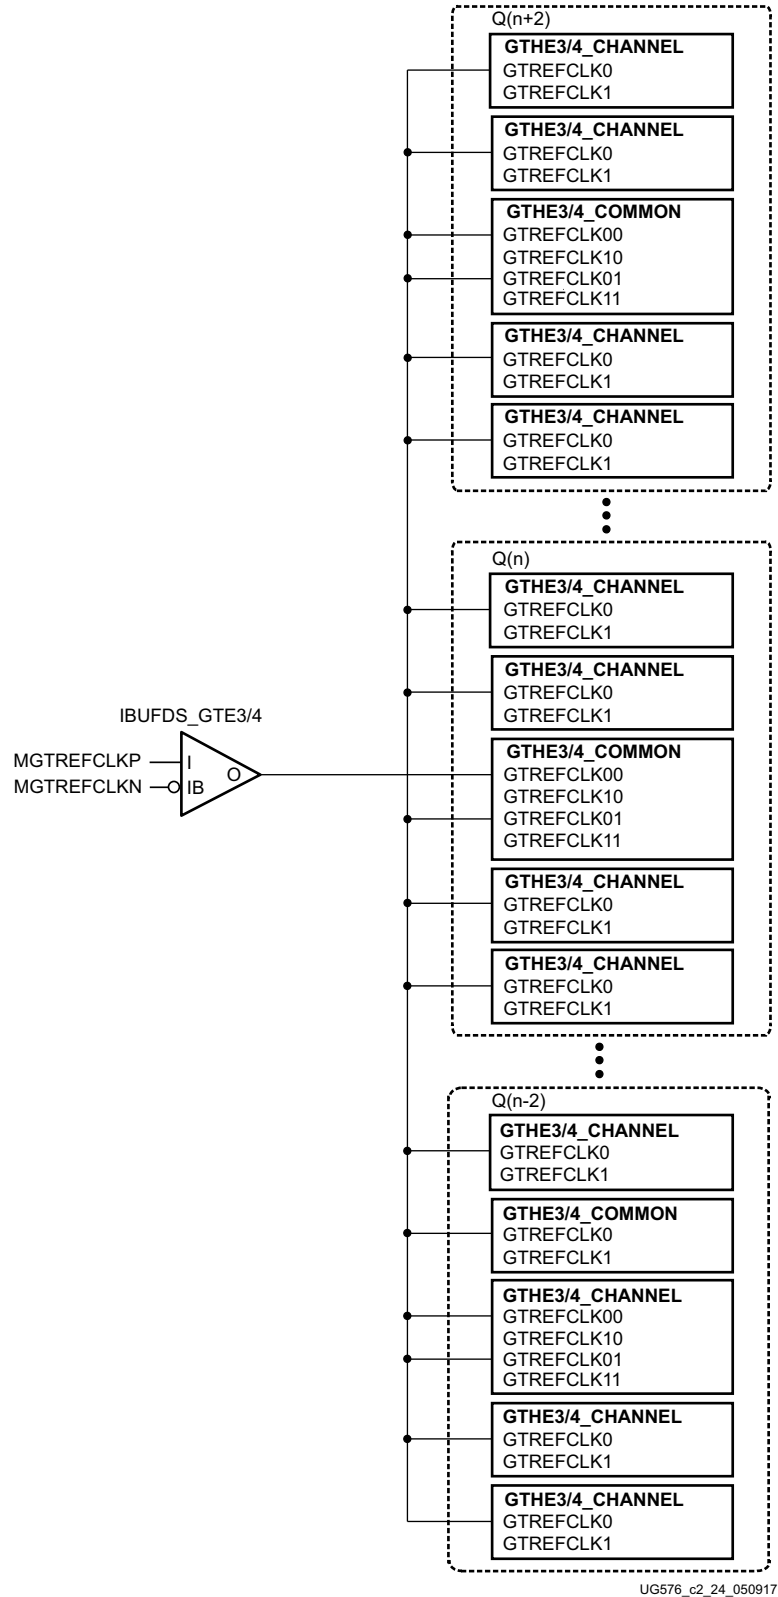 Q(n+2)
GTHE3/4_CHANNEL
GTREFCLK0
GTREFCLK1
GTHE3/4_CHANNEL
GTREFCLK0
GTREFCLK1
GTHE3/4_COMMON
GTREFCLK00
GTREFCLK10
GTREFCLK01
GTREFCLK11
GTHE3/4_CHANNEL
GTREFCLK0
GTREFCLK1
GTHE3/4_CHANNEL
GTREFCLK0
GTREFCLK1
Q(n)
GTHE3/4_CHANNEL
GTREFCLK0
GTREFCLK1
GTHE3/4_CHANNEL
GTREFCLK0
GTREFCLK1
IBUFDS_GTE3/4
MGTREFCLKP
I
MGTREFCLKN
IB
O
GTHE3/4_COMMON
GTREFCLK00
GTREFCLK10
GTREFCLK01
GTREFCLK11
GTHE3/4_CHANNEL
GTREFCLK0
GTREFCLK1
GTHE3/4_CHANNEL
GTREFCLK0
GTREFCLK1
Q(n-2)
GTHE3/4_CHANNEL
GTREFCLK0
GTREFCLK1
GTHE3/4_COMMON
GTREFCLK0
GTREFCLK1
GTHE3/4_CHANNEL
GTREFCLK00
GTREFCLK10
GTREFCLK01
GTREFCLK11
GTHE3/4_CHANNEL
GTREFCLK0
GTREFCLK1
GTHE3/4_CHANNEL
GTREFCLK0
GTREFCLK1
UG576_c2_24_050917